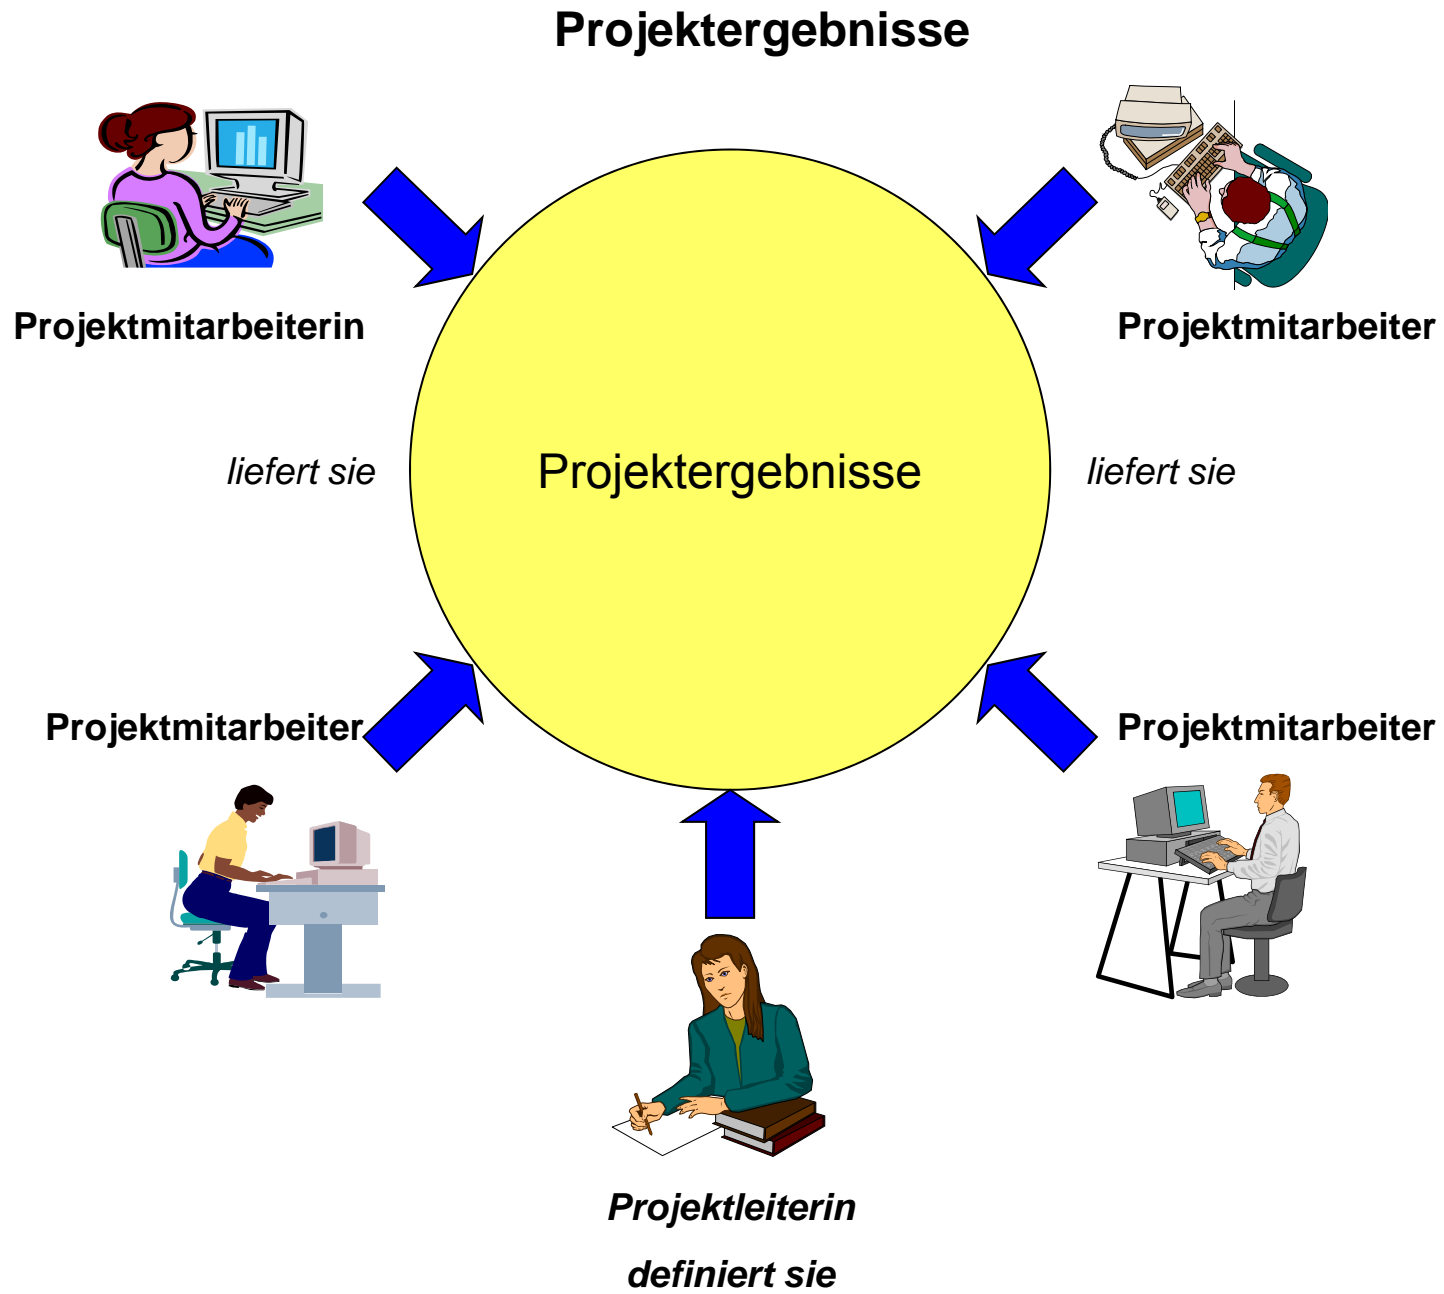 Projektergebnisse
Projektmitarbeiterin
Projektmitarbeiter
liefert sie
Projektergebnisse
liefert sie
Projektmitarbeiter
Projektmitarbeiter
Projektleiterin
definiert sie